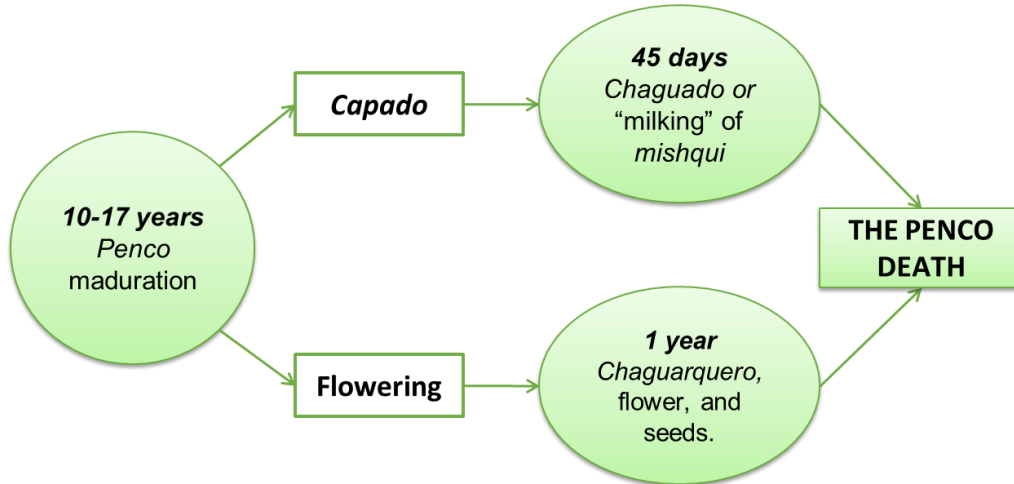 10-17 years
Penco
maduration
Capado
45 days
Chaguado or
“milking” of
mishqui
Flowering
1 year
Chaguarquero,
flower, and
seeds.
THE PENCO
DEATH